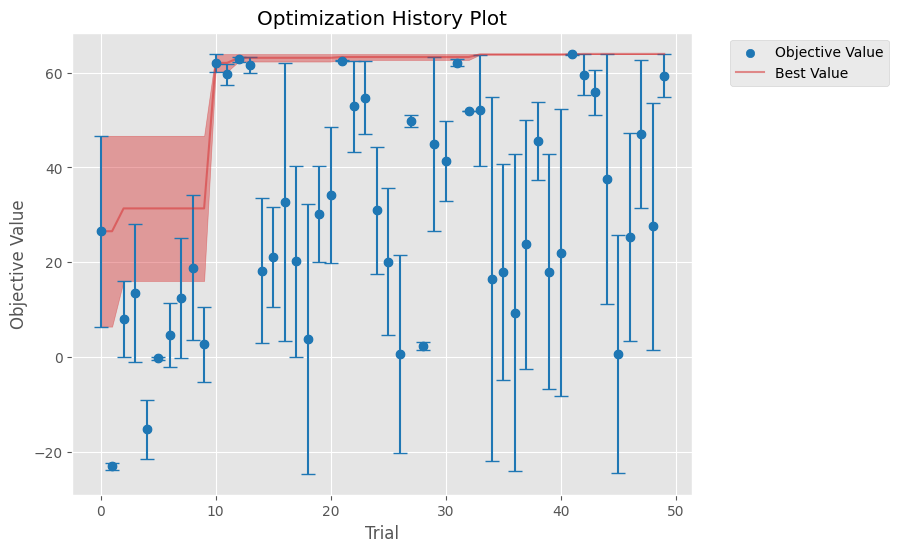 Optimization History Plot
Objective Value
Best Value
Objective Value
60
40
20
0
−20
0 10 20 30 40 50
Trial